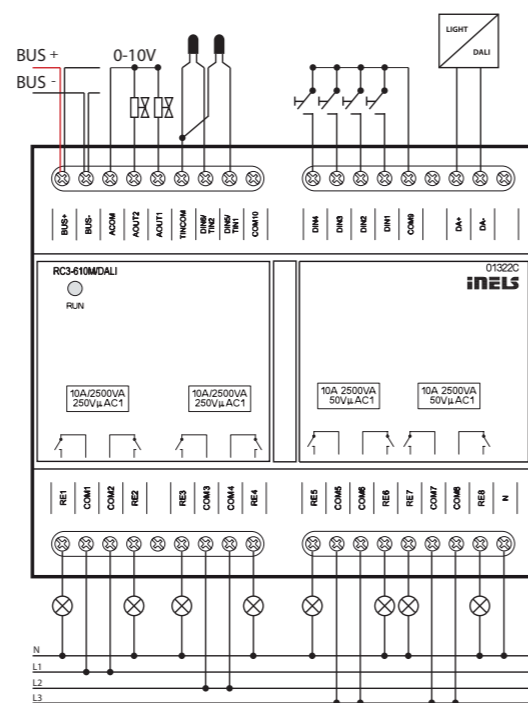 LIGHT
DALI
BUS +
BUS -
0-10V
BUS+
BUS-
ACOM
AOUT2
AOUT1
TINCOM
DIN6/
TIN2
DIN5/
TIN1
COM10
DIN4
DIN3
DIN2
DIN1
COM9
DA+
DA-
RC3-610M/DALI
RUN
01322C
iNELS
10A/2500VA
250VµAC1
10A/2500VA
250VµAC1
10A 2500VA
50VµAC1
10A 2500VA
50VµAC1
RE1
COM1
COM2
RE2
RE3
COM3
COM4
RE4
RE5
COM5
COM6
RE6
RE7
COM7
COM8
RE8
N
N
L1
L2
L3